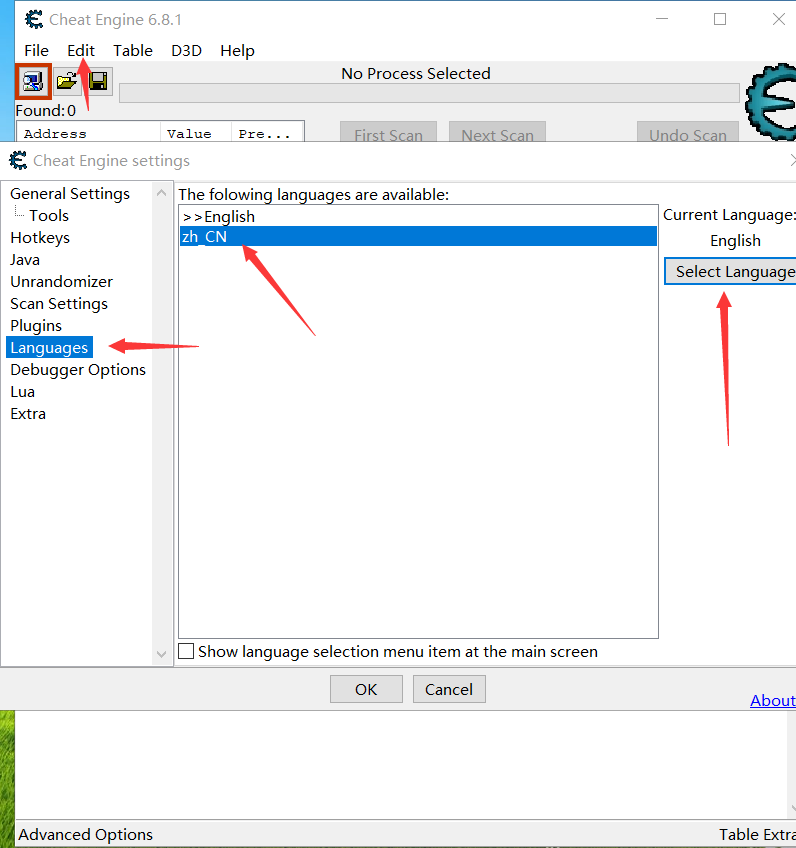 Cheat Engine 6.8.1
File Edit Table D3D Help
No Process Selected
Found: 0
Address Value Pre...
First Scan Next Scan Undo Scan
Cheat Engine settings
General Settings
Tools
Hotkeys
Java
Unrandomizer
Scan Settings
Plugins
Languages
Debugger Options
Lua
Extra
The folowing languages are available:
>>English
zh_CN
Current Language:
English
Select Language
Show language selection menu item at the main screen
OK Cancel
About
Advanced Options Table Extra